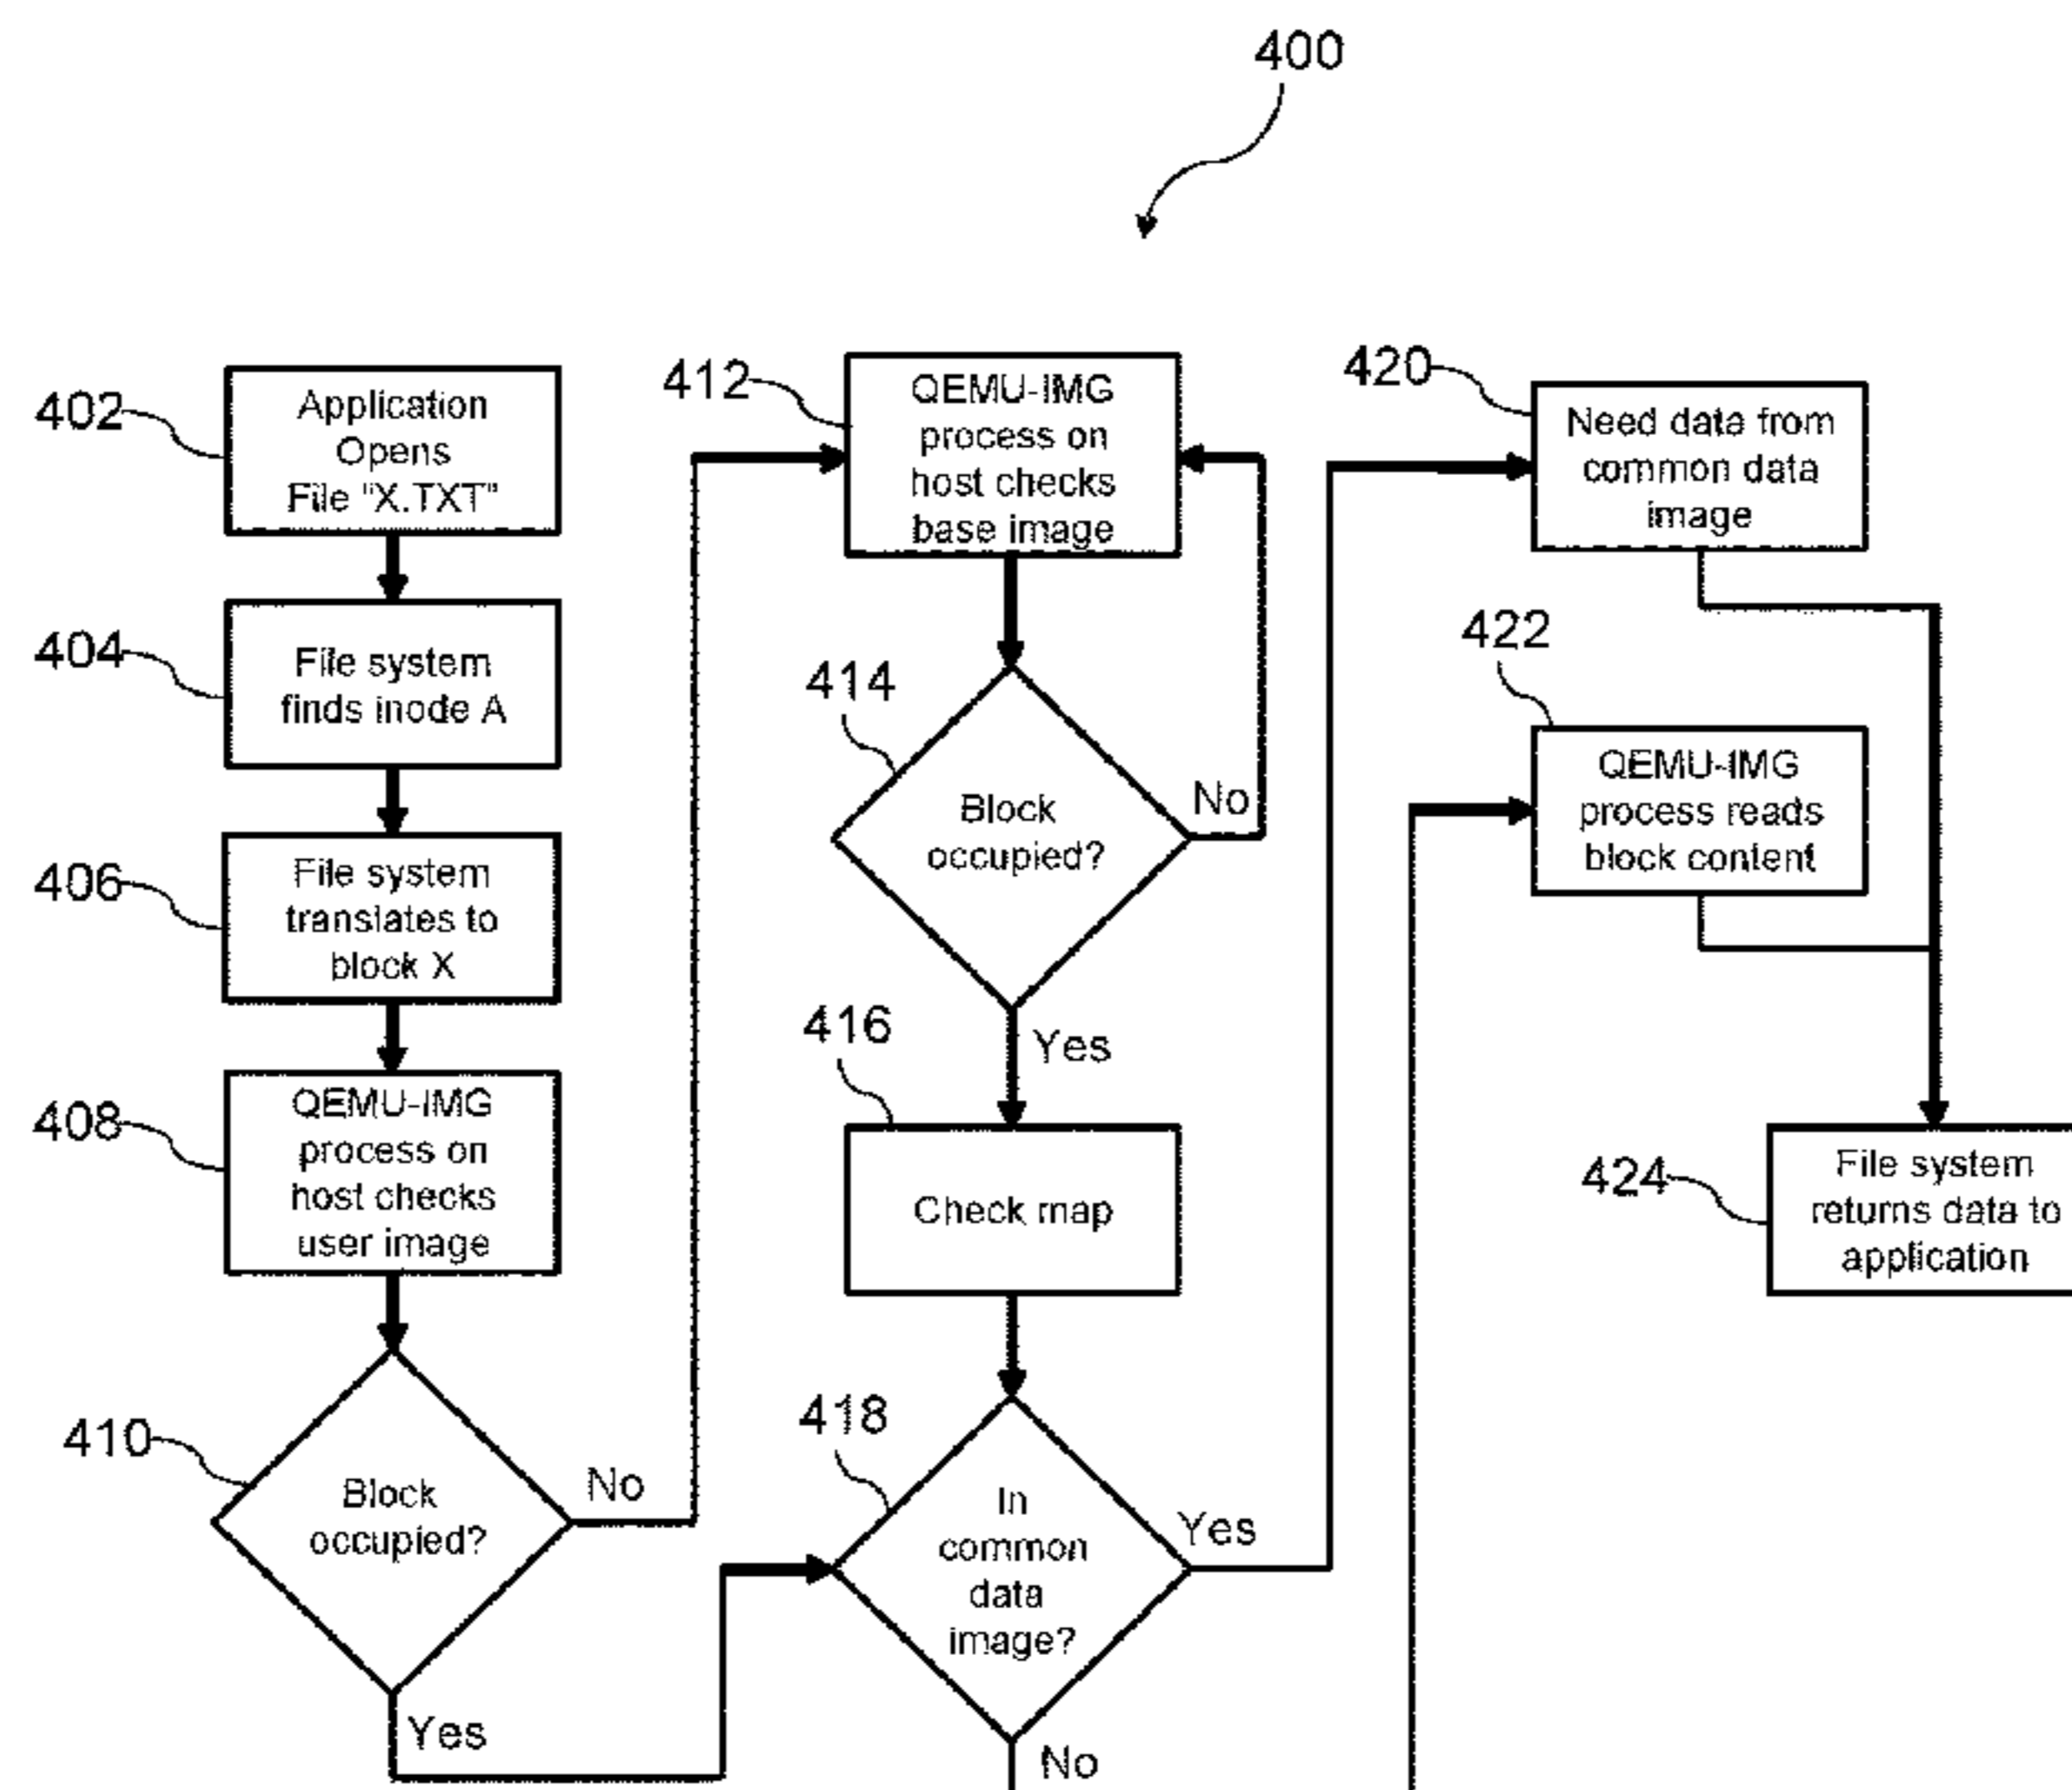 400
402
Application
Opens
File "X.TXT"
404
File system
finds inode A
406
File system
translates to
block X
408
QEMU-IMG
process on
host checks
user image
410
Block
occupied?
No
Yes
412
QEMU-IMG
process on
host checks
base image
414
Block
occupied?
No
Yes
416
Check map
418
In
common
data
image?
Yes
No
420
Need data from
common data
image
422
QEMU-IMG
process reads
block content
424
File system
returns data to
application